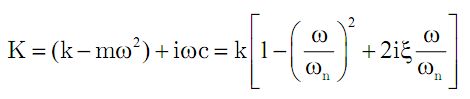 K = (k − mω²) + iωc = k[1 − (ω/ωₙ)² + 2iξ ω/ωₙ]